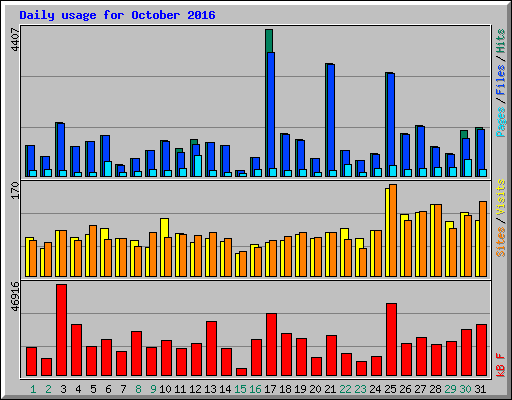 Daily usage for October 2016
4407
Pages / Files / Hits
170
Sites / Visits
46916
kB F
1 2 3 4 5 6 7 8 9 10 11 12 13 14 15 16 17 18 19 20 21 22 23 24 25 26 27 28 29 30 31